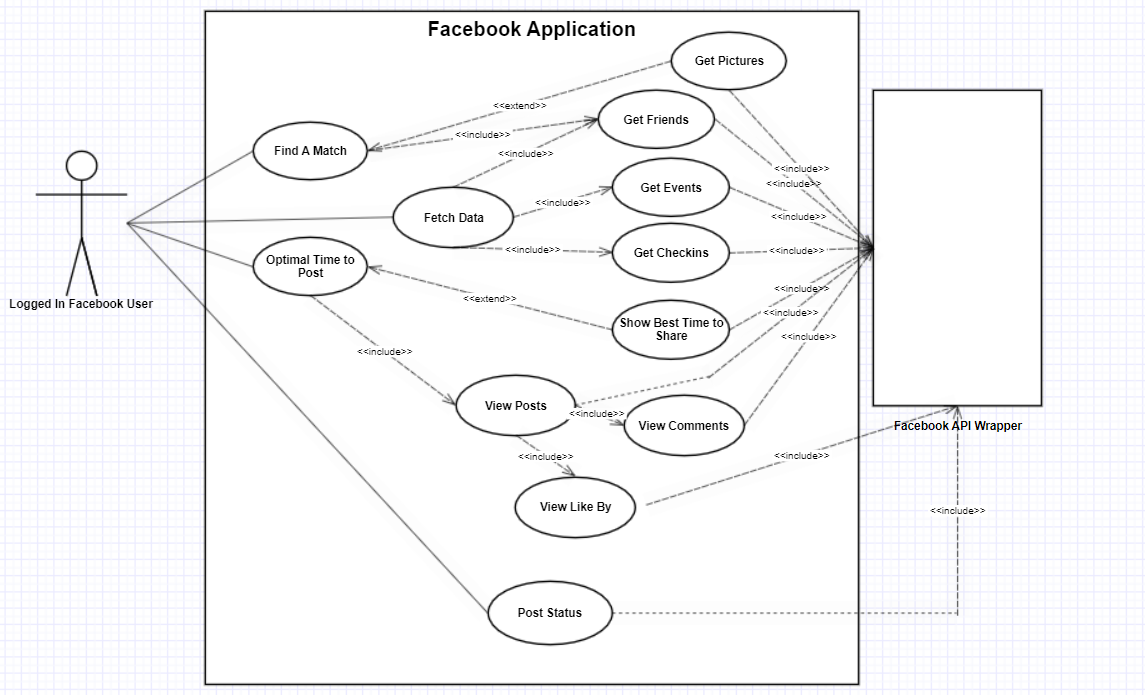 Facebook Application
Get Pictures
<<extend>>
Get Friends
<<include>>
Find A Match
<<include>>
<<include>>
<<include>>
Get Events
<<include>>
Fetch Data
<<include>>
<<include>>
Get Checkins
<<include>>
Optimal Time to
Post
<<include>>
<<extend>>
Logged In Facebook User
<<include>>
Show Best Time to
Share
<<include>>
<<include>>
View Posts
<<include>>
View Comments
Facebook API Wrapper
<<include>>
<<include>>
View Like By
<<include>>
Post Status